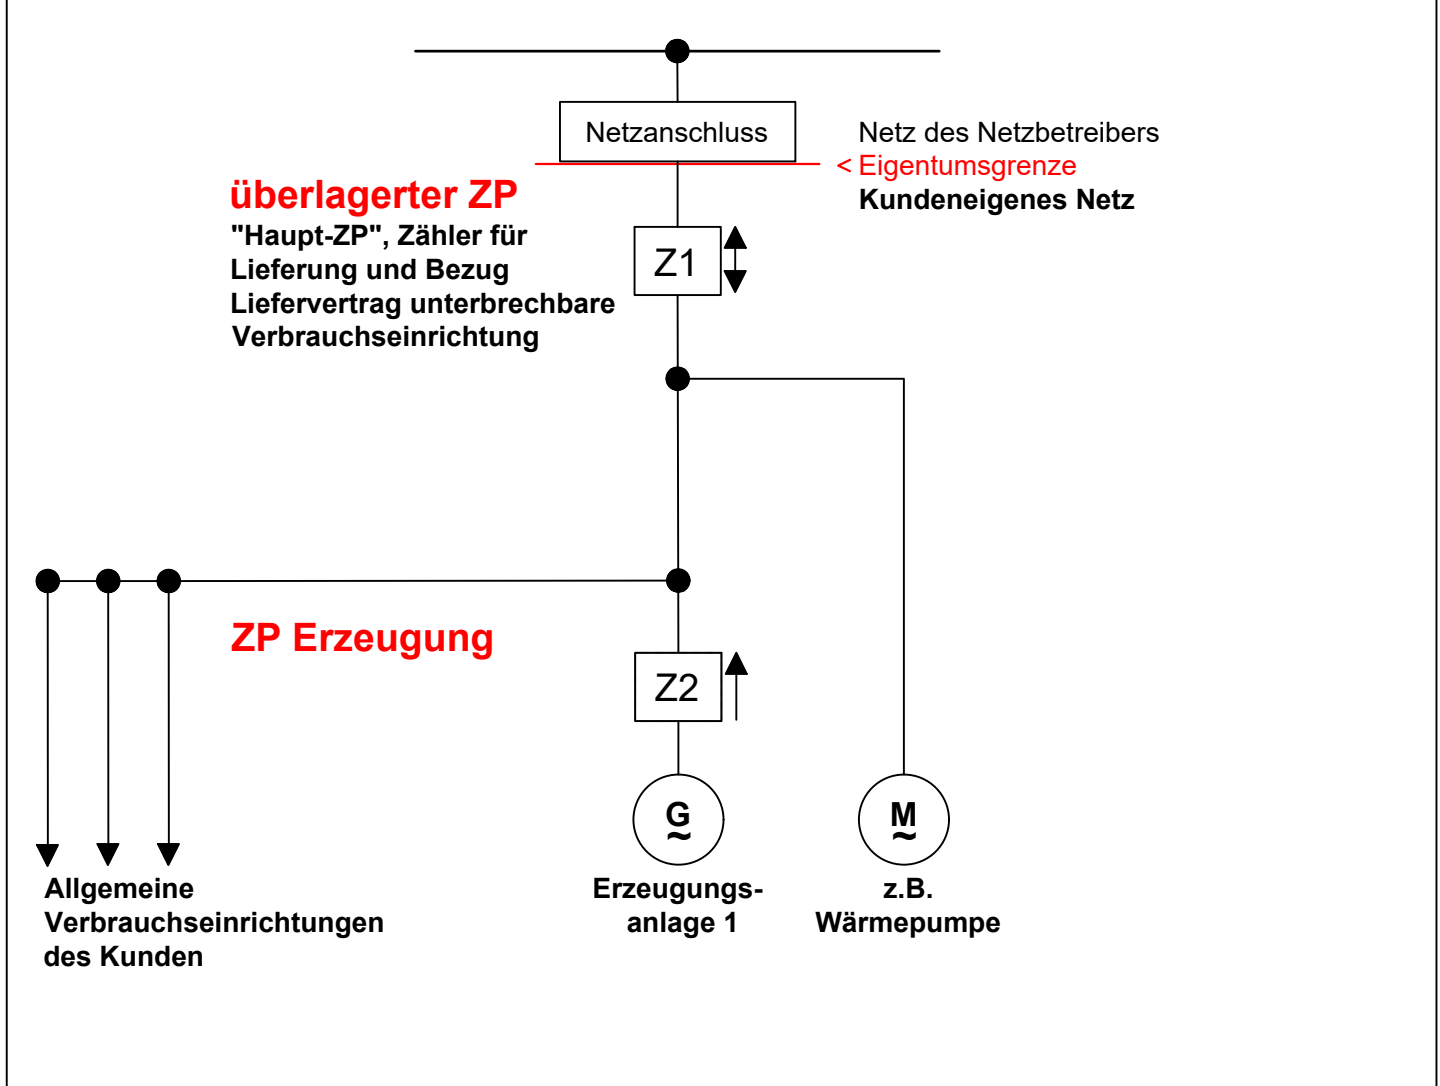 Netzanschluss
Netz des Netzbetreibers
< Eigentumsgrenze
Kundeneigenes Netz
überlagerter ZP
"Haupt-ZP", Zähler für
Lieferung und Bezug
Liefervertrag unterbrechbare
Verbrauchseinrichtung
Z1
ZP Erzeugung
Z2
G
~
M
~
Allgemeine
Verbrauchseinrichtungen
des Kunden
Erzeugungs-
anlage 1
z.B.
Wärmepumpe